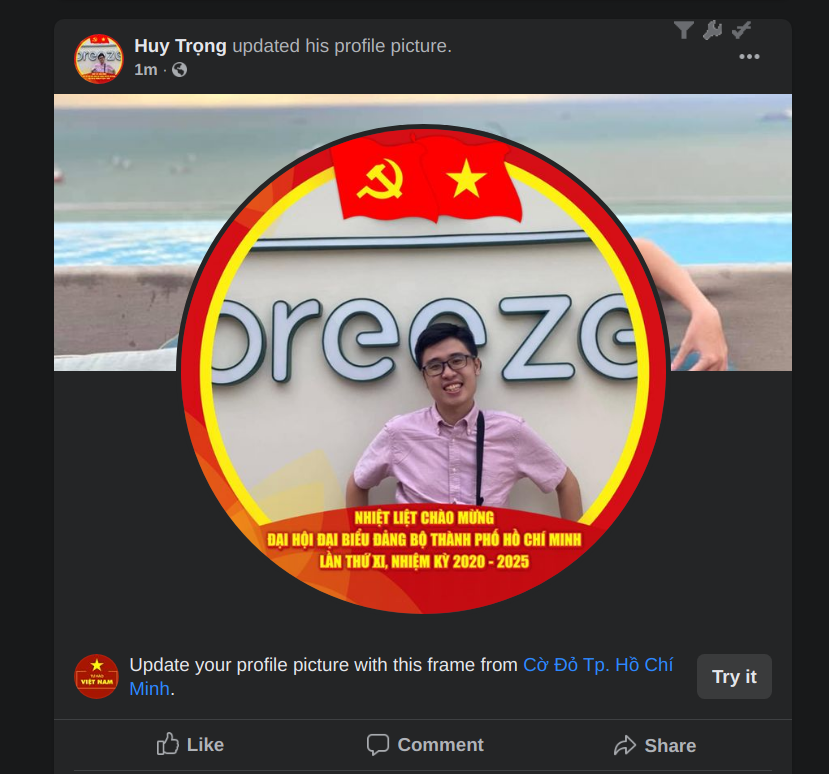 Huy Trọng updated his profile picture.
1m ·
breeze
NHIỆT LIỆT CHÀO MỪNG
ĐẠI HỘI ĐẠI BIỂU ĐẢNG BỘ THÀNH PHỐ HỒ CHÍ MINH
LẦN THỨ XI, NHIỆM KỲ 2020 - 2025
VIỆT NAM
Update your profile picture with this frame from Cờ Đỏ Tp. Hồ Chí
Minh.
Try it
Like
Comment
Share